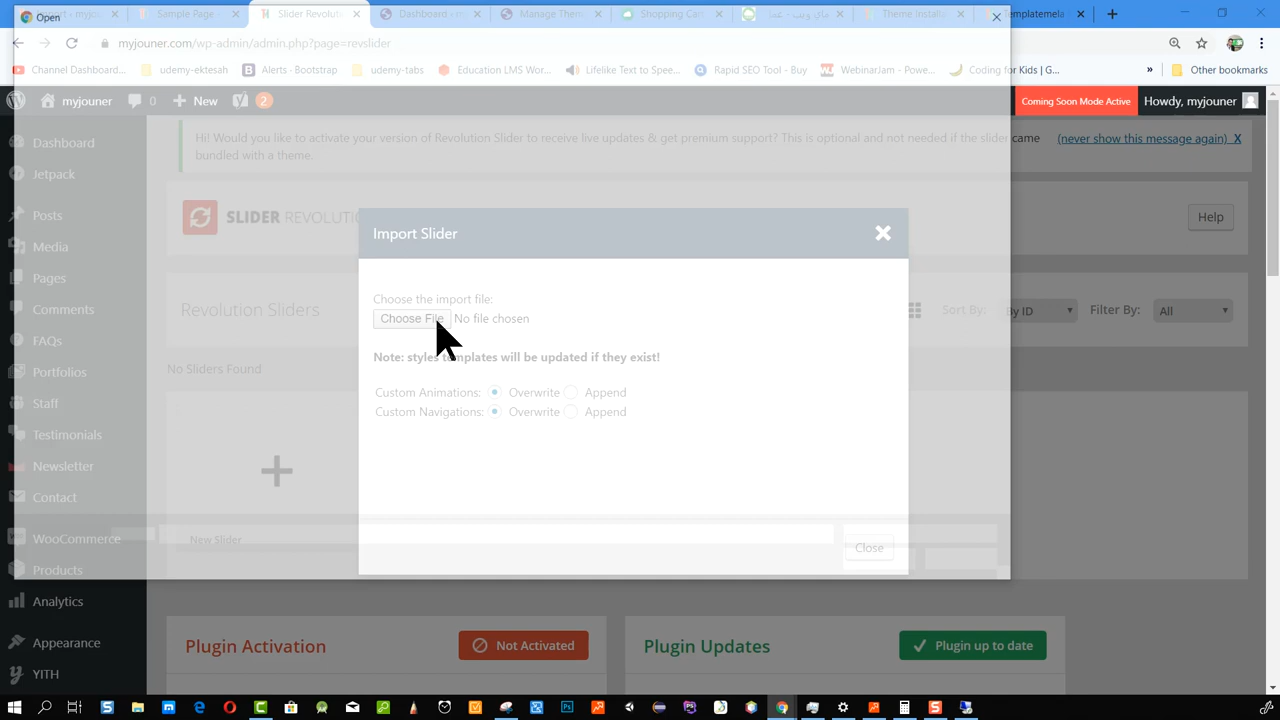 Open
Sample Page
Slider Revolutio
Dashboard ‹ m
Manage Them
Shopping Cart
ماي ويب - عما
Theme Installa
Templatemela
myjouner.com/wp-admin/admin.php?page=revslider
Channel Dashboard...
udemy-ektesah
Alerts · Bootstrap
udemy-tabs
Education LMS Wor...
Lifelike Text to Spee...
Rapid SEO Tool - Buy
WebinarJam - Powe...
Coding for Kids | G...
»
Other bookmarks
myjouner
0
New
2
Coming Soon Mode Active
Howdy, myjouner
Hi! Would you like to activate your version of Revolution Slider to receive live updates & get premium support? This is optional and not needed if the slider came
bundled with a theme.
(never show this message again) X
Dashboard
Jetpack
Posts
Media
Pages
Comments
FAQs
Portfolios
Staff
Testimonials
Newsletter
Contact
WooCommerce
Products
Analytics
Appearance
YITH
SLIDER REVOLUTIO
Help
Revolution Sliders
Sort By:
By ID
Filter By:
All
No Sliders Found
New Slider
Import Slider
Choose the import file:
Choose File No file chosen
Note: styles templates will be updated if they exist!
Custom Animations: Overwrite Append
Custom Navigations: Overwrite Append
Close
Plugin Activation
Not Activated
Plugin Updates
Plugin up to date